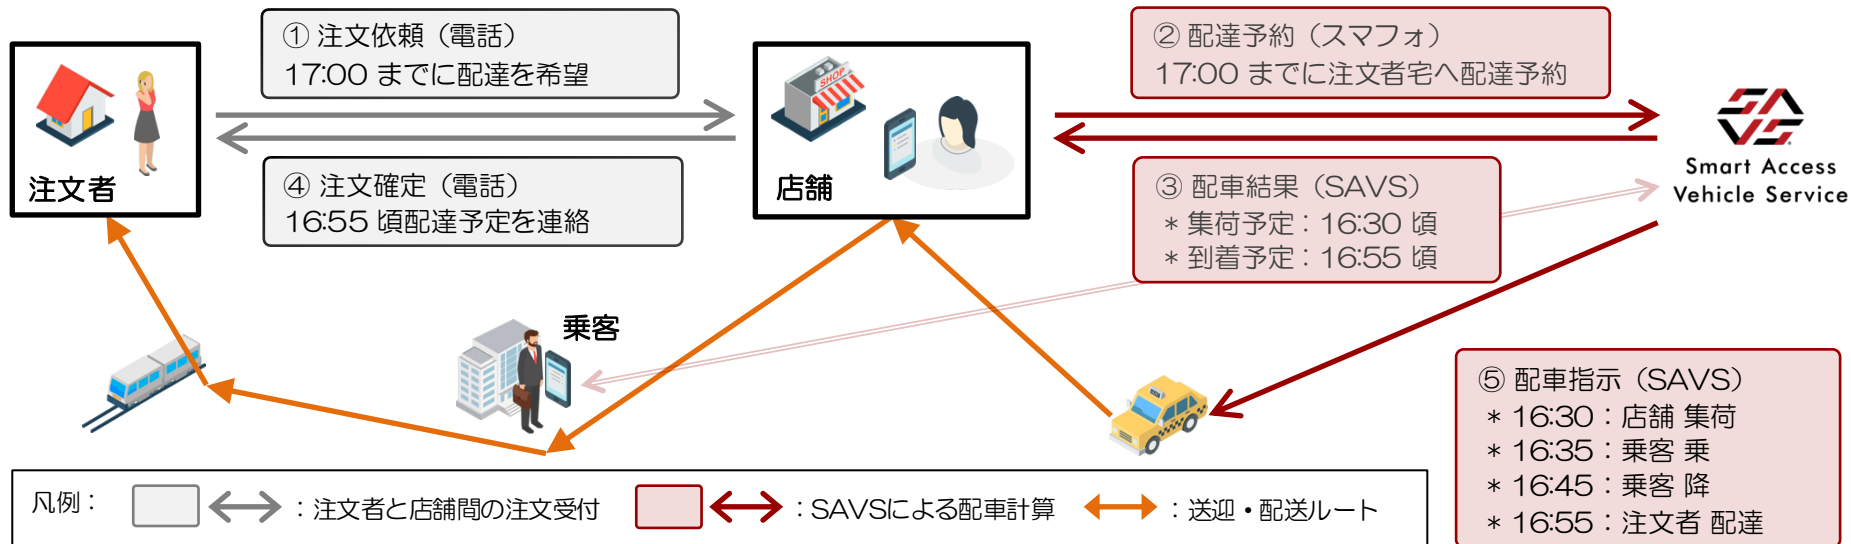 ① 注文依頼（電話）
17:00 までに配達を希望
② 配達予約（スマフォ）
17:00 までに注文者宅へ配達予約
SHOP
SAVS
Smart Access
Vehicle Service
注文者
店舗
④ 注文確定（電話）
16:55 頃配達予定を連絡
③ 配車結果（SAVS）
* 集荷予定：16:30 頃
* 到着予定：16:55 頃
乗客
⑤ 配車指示（SAVS）
* 16:30：店舗 集荷
* 16:35：乗客 乗
* 16:45：乗客 降
* 16:55：注文者 配達
凡例：
：注文者と店舗間の注文受付
：SAVSによる配車計算
：送迎・配送ルート